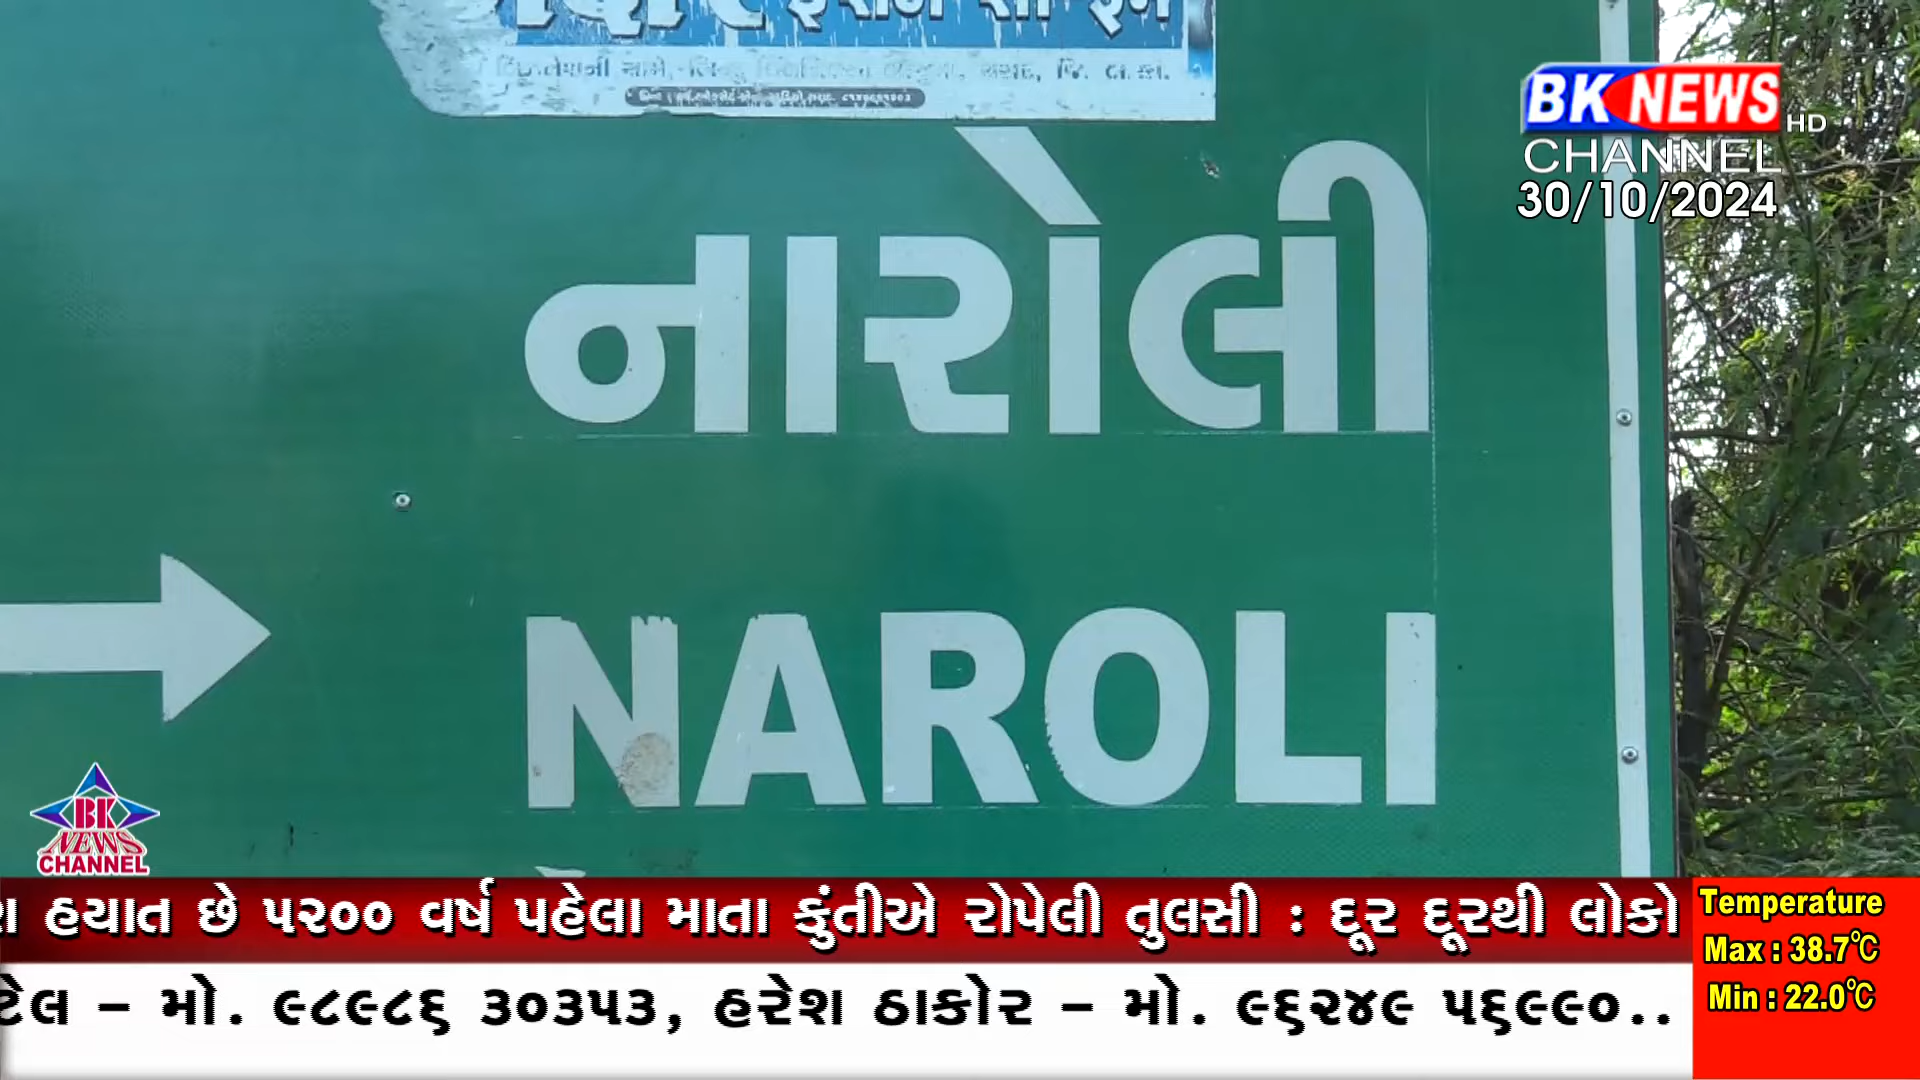 BK NEWS HD
CHANNEL
30/10/2024
નારોલી
NAROLI
BK
NEWS
CHANNEL
હયાત છે ૫૨૦૦ વર્ષ પહેલા માતા કુંતીએ રોપેલી તુલસી : દૂર દૂરથી લોકો
ટેલ – મો. ૯૮૯૮૬ ૩૦૩૫૩, હરેશ ઠાકોર – મો. ૯૬૨૪૯ ૫૬૯૯૦..
Temperature
Max : 38.7℃
Min : 22.0℃